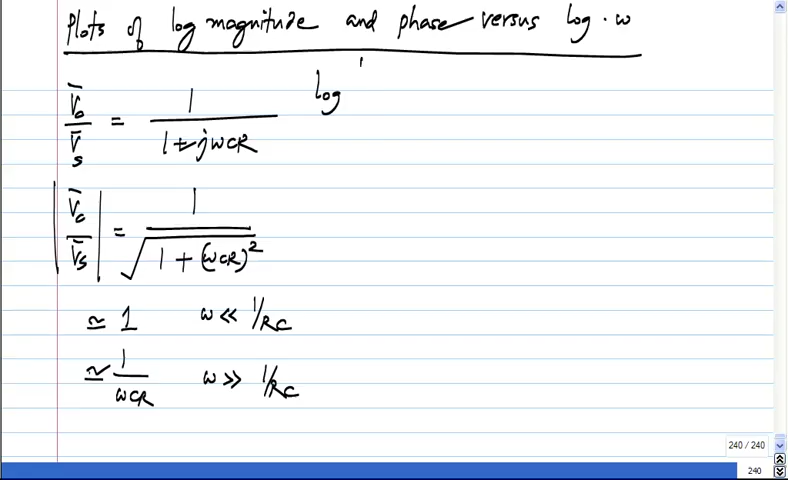 Plots of log magnitude and phase versus log·ω
V̄c/V̄s = 1/(1+jωCR) log
|V̄c/V̄s| = 1/√(1+(ωCR)²)
≃ 1 ω << 1/RC
≃ 1/ωCR ω >> 1/RC
240 / 240
240